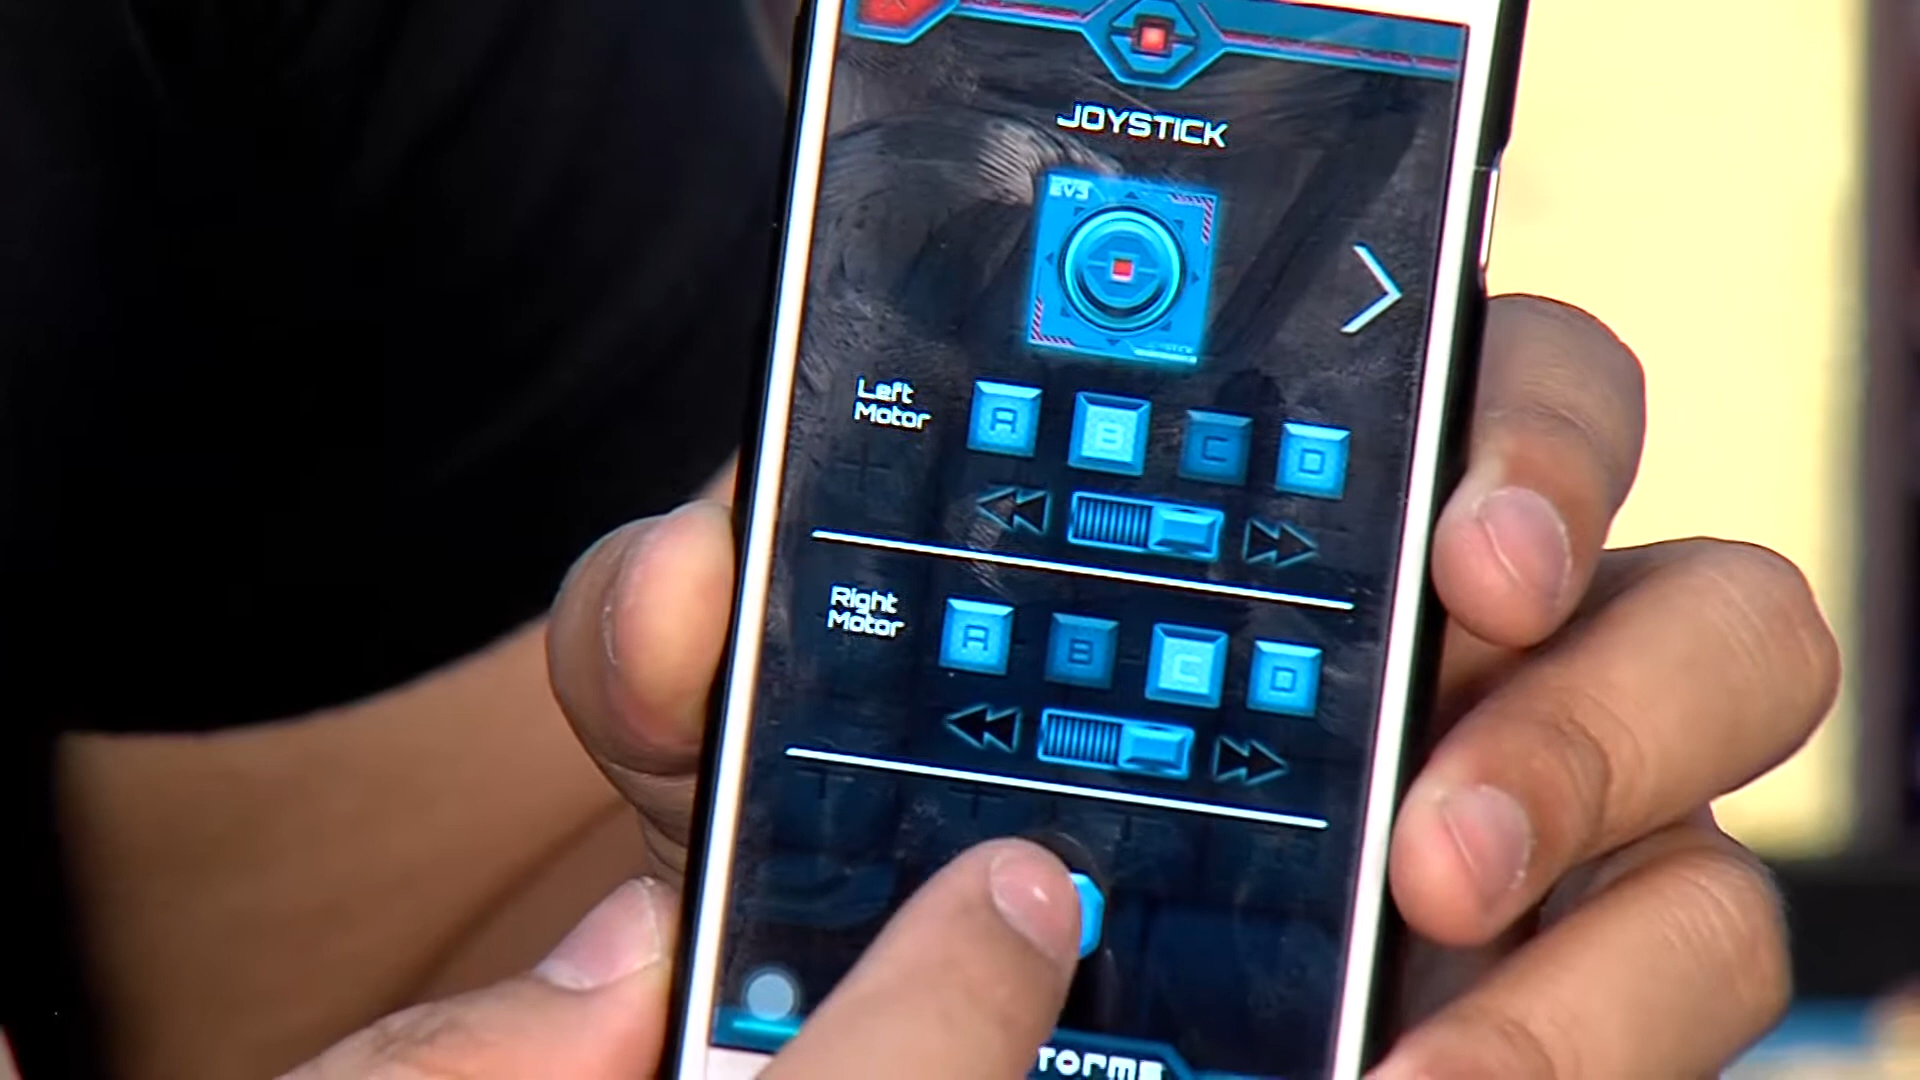 JOYSTICK
EV3
Left
Motor
A B C D
Right
Motor
A B C D